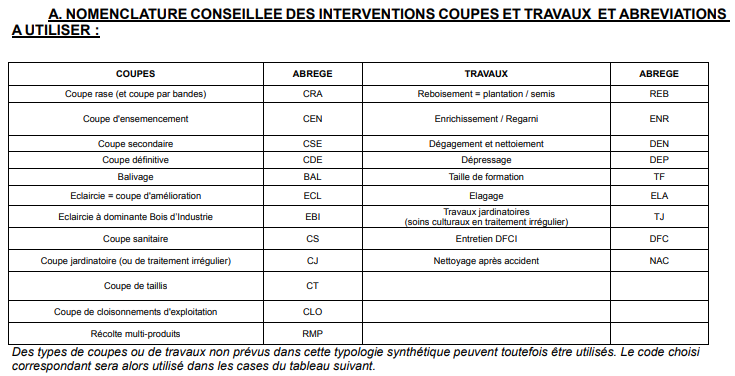 A. NOMENCLATURE CONSEILLEE DES INTERVENTIONS COUPES ET TRAVAUX ET ABREVIATIONS
A UTILISER :
COUPES ABREGE TRAVAUX ABREGE
Coupe rase (et coupe par bandes) CRA Reboisement = plantation / semis REB
Coupe d'ensemencement CEN Enrichissement / Regarni ENR
Coupe secondaire CSE Dégagement et nettoiement DEN
Coupe définitive CDE Dépressage DEP
Balivage BAL Taille de formation TF
Eclaircie = coupe d'amélioration ECL Elagage ELA
Eclaircie à dominante Bois d'Industrie EBI Travaux jardinatoires
(soins culturaux en traitement irrégulier) TJ
Coupe sanitaire CS Entretien DFCI DFC
Coupe jardinatoire (ou de traitement irrégulier) CJ Nettoyage après accident NAC
Coupe de taillis CT
Coupe de cloisonnements d'exploitation CLO
Récolte multi-produits RMP
Des types de coupes ou de travaux non prévus dans cette typologie synthétique peuvent toutefois être utilisés. Le code choisi
correspondant sera alors utilisé dans les cases du tableau suivant.